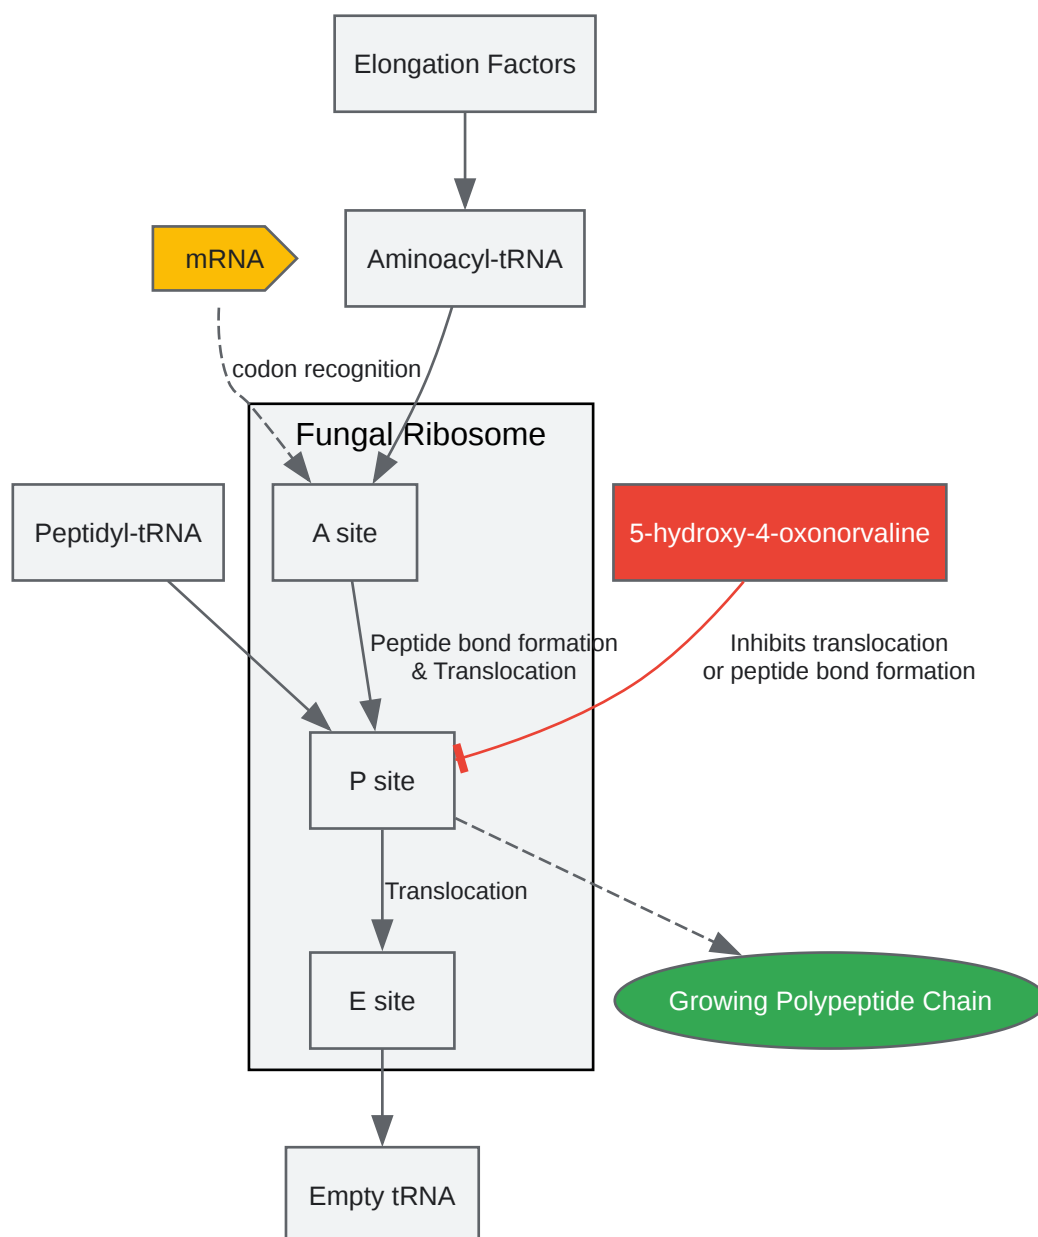 Elongation Factors
mRNA
Aminoacyl-tRNA
codon recognition
Fungal Ribosome
Peptidyl-tRNA
A site
5-hydroxy-4-oxonorvaline
Peptide bond formation
& Translocation
Inhibits translocation
or peptide bond formation
P site
Translocation
E site
Growing Polypeptide Chain
Empty tRNA